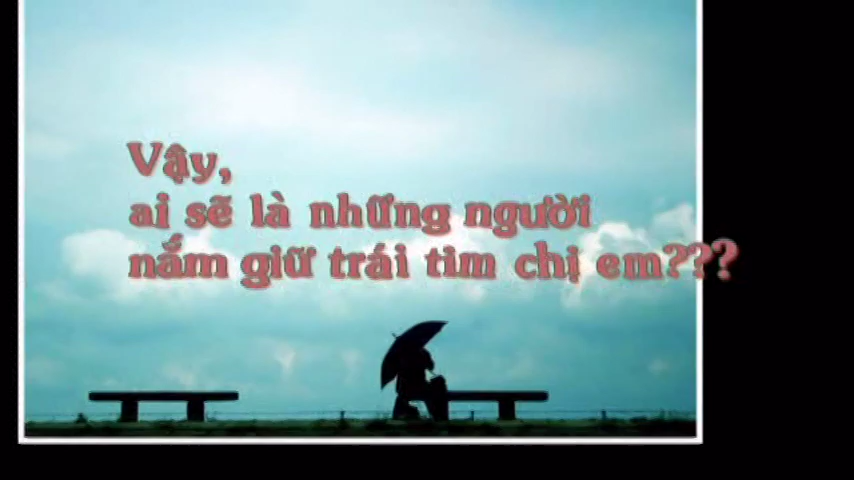 Vậy,
ai sẽ là những người
nắm giữ trái tim chị em???